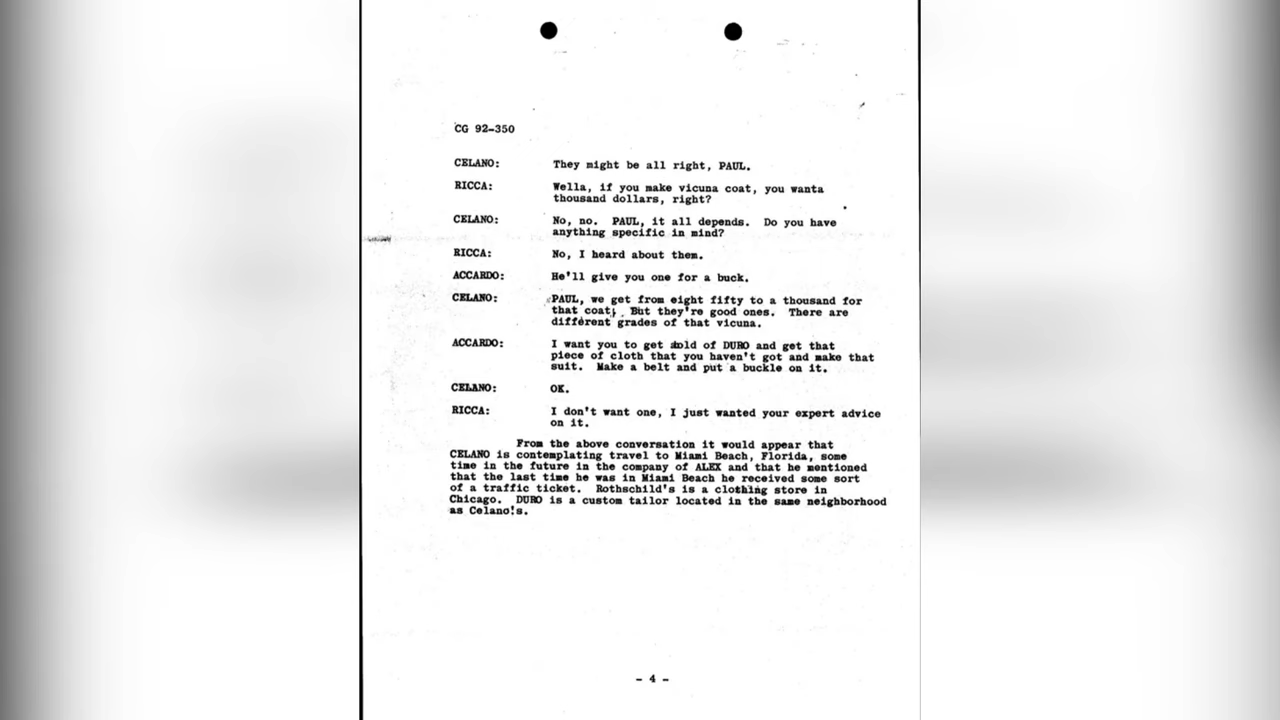 CG 92-350
CELANO: They might be all right, PAUL.
RICCA: Wella, if you make vicuna coat, you wanta
thousand dollars, right?
CELANO: No, no. PAUL, it all depends. Do you have
anything specific in mind?
RICCA: No, I heard about them.
ACCARDO: He'll give you one for a buck.
CELANO: PAUL, we get from eight fifty to a thousand for
that coat; But they're good ones. There are
different grades of that vicuna.
ACCARDO: I want you to get hold of DURO and get that
piece of cloth that you haven't got and make that
suit. Make a belt and put a buckle on it.
CELANO: OK.
RICCA: I don't want one, I just wanted your expert advice
on it.
From the above conversation it would appear that
CELANO is contemplating travel to Miami Beach, Florida, some
time in the future in the company of ALEX and that he mentioned
that the last time he was in Miami Beach he received some sort
of a traffic ticket. Rothschild's is a clothing store in
Chicago. DURO is a custom tailor located in the same neighborhood
as Celano's.
- 4 -